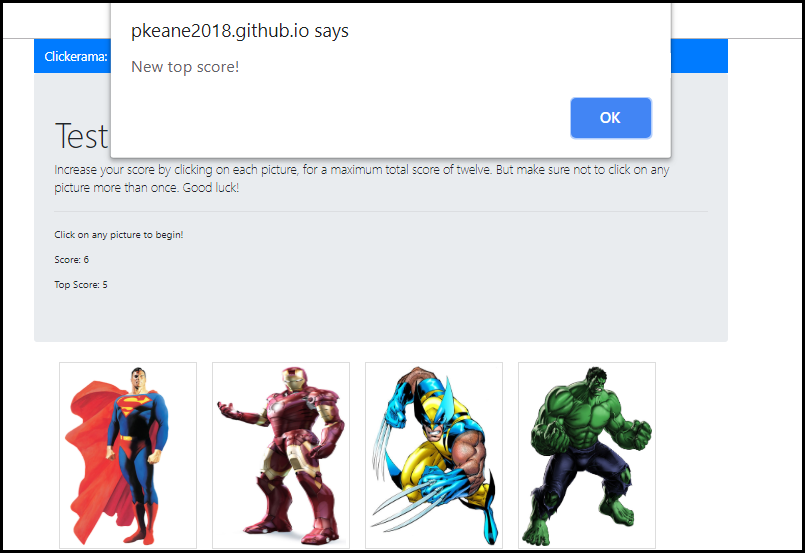 pkeane2018.github.io says
New top score!
OK
Clickerama:
Test
Increase your score by clicking on each picture, for a maximum total score of twelve. But make sure not to click on any
picture more than once. Good luck!
Click on any picture to begin!
Score: 6
Top Score: 5